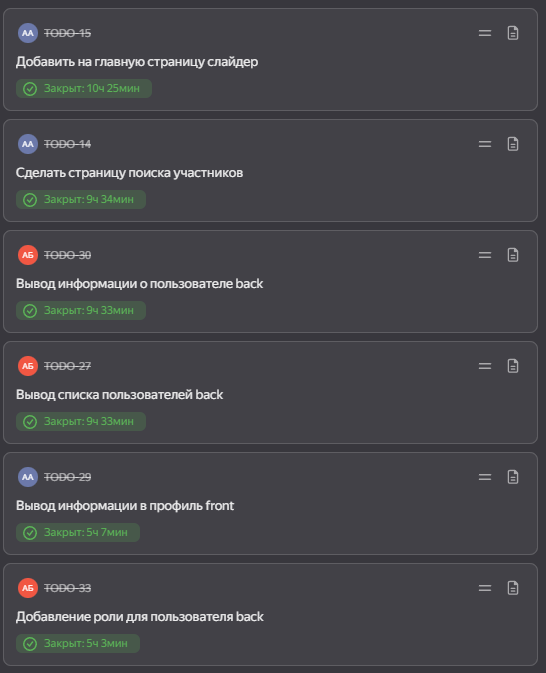 АА TODO-15
Добавить на главную страницу слайдер
Закрыт: 10ч 25мин
АА TODO-14
Сделать страницу поиска участников
Закрыт: 9ч 34мин
АБ TODO-30
Вывод информации о пользователе back
Закрыт: 9ч 33мин
АБ TODO-27
Вывод списка пользователей back
Закрыт: 9ч 33мин
АА TODO-29
Вывод информации в профиль front
Закрыт: 5ч 7мин
АБ TODO-33
Добавление роли для пользователя back
Закрыт: 5ч 3мин